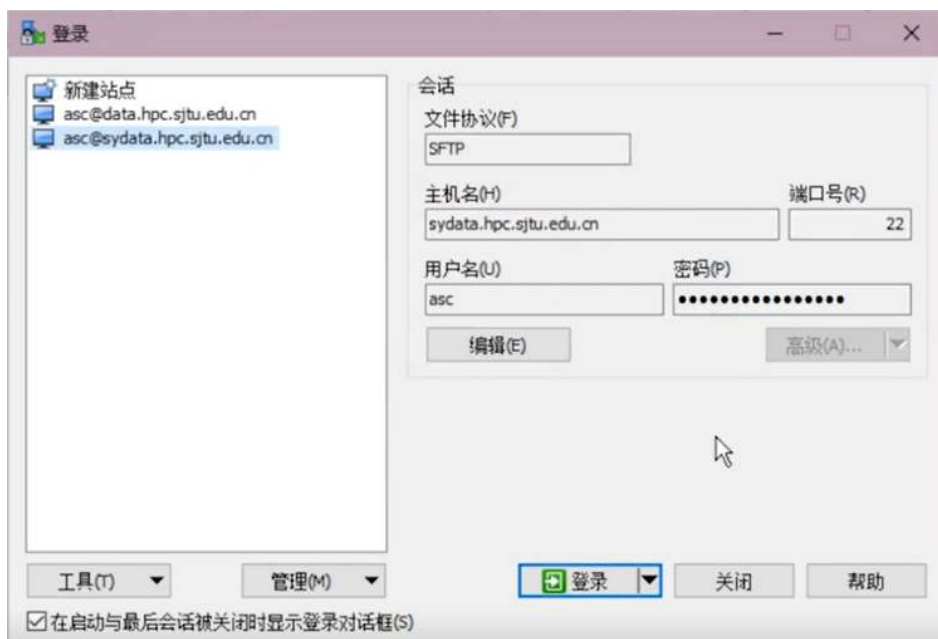 登录
新建站点
asc@data.hpc.sjtu.edu.cn
asc@sydata.hpc.sjtu.edu.cn
会话
文件协议(F)
SFTP
主机名(H) 端口号(R)
sydata.hpc.sjtu.edu.cn 22
用户名(U) 密码(P)
asc •••••••••••••••••
编辑(E) 高级(A)...
工具(T) 管理(M) 登录 关闭 帮助
在启动与最后会话被关闭时显示登录对话框(S)